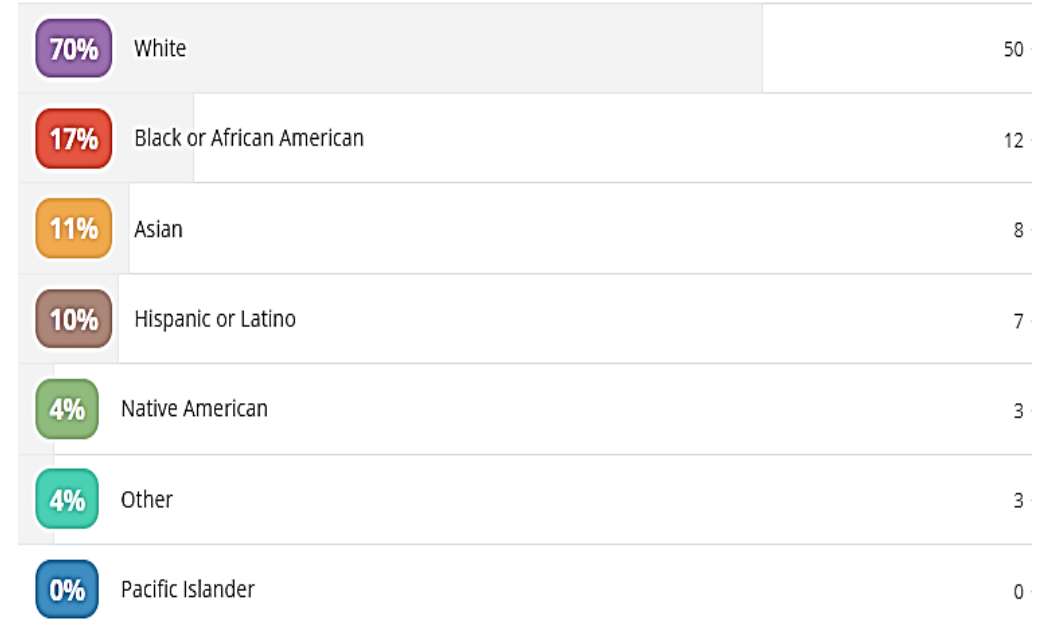 70% White 50
17% Black or African American 12
11% Asian 8
10% Hispanic or Latino 7
4% Native American 3
4% Other 3
0% Pacific Islander 0